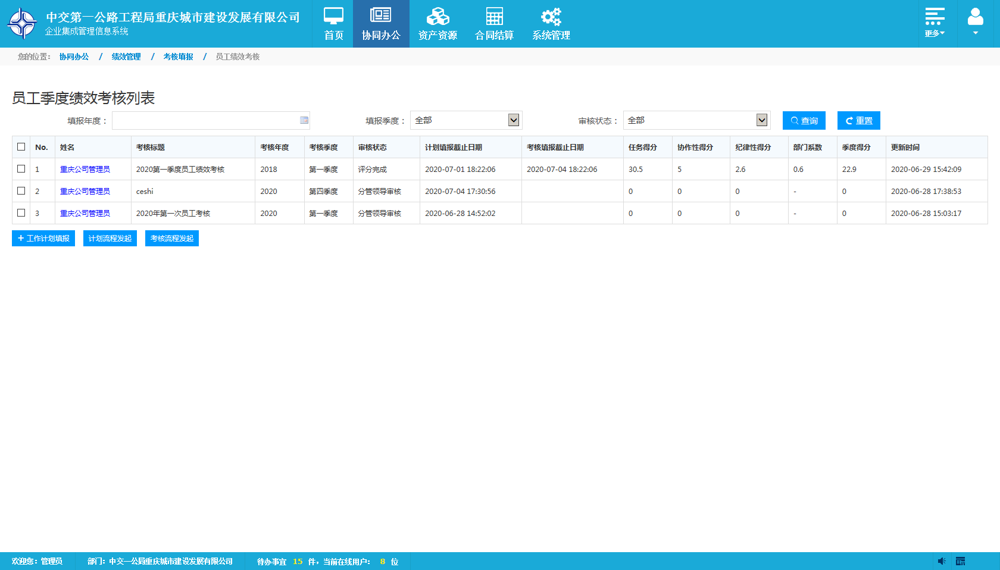 中交第一公路工程局重庆城市建设发展有限公司
企业集成管理信息系统
首页 协同办公 资产资源 合同结算 系统管理 更多
您的位置： 协同办公 / 绩效管理 / 考核填报 / 员工绩效考核
员工季度绩效考核列表
填报年度： 填报季度： 全部 审核状态： 全部 查询 重置
No. 姓名 考核标题 考核年度 考核季度 审核状态 计划填报截止日期 考核填报截止日期 任务得分 协作性得分 纪律性得分 部门系数 季度得分 更新时间
1 重庆公司管理员 2020第一季度员工绩效考核 2018 第一季度 评分完成 2020-07-01 18:22:06 2020-07-04 18:22:06 30.5 5 2.6 0.6 22.9 2020-06-29 15:42:09
2 重庆公司管理员 ceshi 2020 第四季度 分管领导审核 2020-07-04 17:30:56 0 0 0 - 0 2020-06-28 17:38:53
3 重庆公司管理员 2020年第一次员工考核 2020 第一季度 分管领导审核 2020-06-28 14:52:02 0 0 0 - 0 2020-06-28 15:03:17
工作计划填报 计划流程发起 考核流程发起
欢迎您：管理员 部门：中交一公局重庆城市建设发展有限公司 待办事宜 15 件，当前在线用户： 8 位